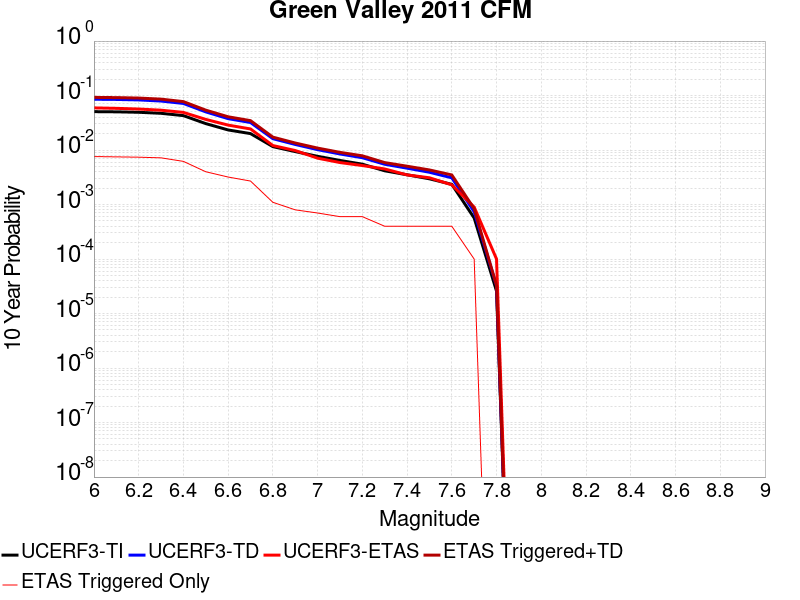 Green Valley 2011 CFM
10 0
10 -1
10 -2
10 -3
10 -4
10 -5
10 -6
10 -7
10 -8
10 Year Probability
6 6.2 6.4 6.6 6.8 7 7.2 7.4 7.6 7.8 8 8.2 8.4 8.6 8.8 9
Magnitude
UCERF3-TI UCERF3-TD UCERF3-ETAS ETAS Triggered+TD
ETAS Triggered Only